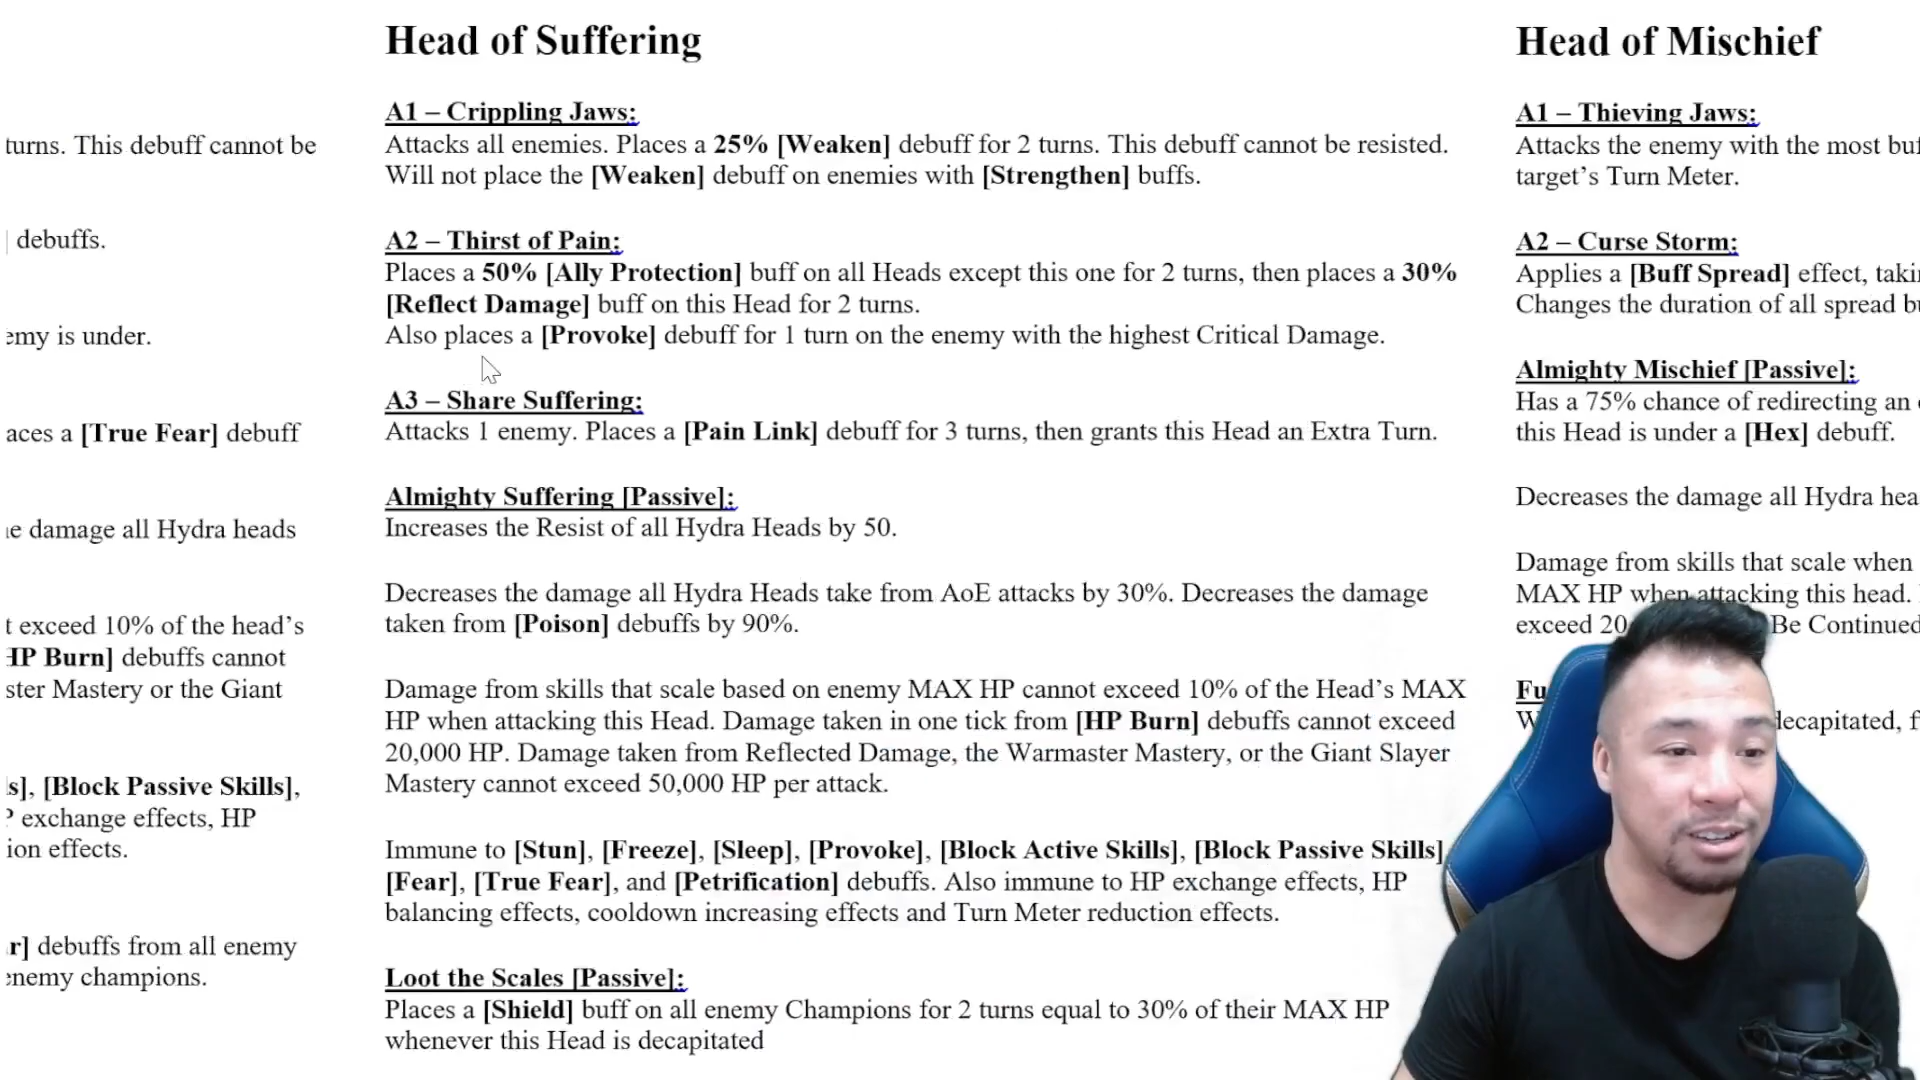 turns. This debuff cannot be
debuffs.
emy is under.
aces a [True Fear] debuff
e damage all Hydra heads
t exceed 10% of the head's
HP Burn] debuffs cannot
ster Mastery or the Giant
ls], [Block Passive Skills],
P exchange effects, HP
ion effects.
r] debuffs from all enemy
enemy champions.
Head of Suffering
A1 – Crippling Jaws:
Attacks all enemies. Places a 25% [Weaken] debuff for 2 turns. This debuff cannot be resisted.
Will not place the [Weaken] debuff on enemies with [Strengthen] buffs.
A2 – Thirst of Pain:
Places a 50% [Ally Protection] buff on all Heads except this one for 2 turns, then places a 30%
[Reflect Damage] buff on this Head for 2 turns.
Also places a [Provoke] debuff for 1 turn on the enemy with the highest Critical Damage.
A3 – Share Suffering:
Attacks 1 enemy. Places a [Pain Link] debuff for 3 turns, then grants this Head an Extra Turn.
Almighty Suffering [Passive]:
Increases the Resist of all Hydra Heads by 50.
Decreases the damage all Hydra Heads take from AoE attacks by 30%. Decreases the damage
taken from [Poison] debuffs by 90%.
Damage from skills that scale based on enemy MAX HP cannot exceed 10% of the Head's MAX
HP when attacking this Head. Damage taken in one tick from [HP Burn] debuffs cannot exceed
20,000 HP. Damage taken from Reflected Damage, the Warmaster Mastery, or the Giant Slayer
Mastery cannot exceed 50,000 HP per attack.
Immune to [Stun], [Freeze], [Sleep], [Provoke], [Block Active Skills], [Block Passive Skills]
[Fear], [True Fear], and [Petrification] debuffs. Also immune to HP exchange effects, HP
balancing effects, cooldown increasing effects and Turn Meter reduction effects.
Loot the Scales [Passive]:
Places a [Shield] buff on all enemy Champions for 2 turns equal to 30% of their MAX HP
whenever this Head is decapitated
Head of Mischief
A1 – Thieving Jaws:
Attacks the enemy with the most buf
target's Turn Meter.
A2 – Curse Storm:
Applies a [Buff Spread] effect, taki
Changes the duration of all spread b
Almighty Mischief [Passive]:
Has a 75% chance of redirecting an
this Head is under a [Hex] debuff.
Decreases the damage all Hydra hea
Damage from skills that scale when
MAX HP when attacking this head.
exceed 20 Be Continued
Fu
W decapitated, f